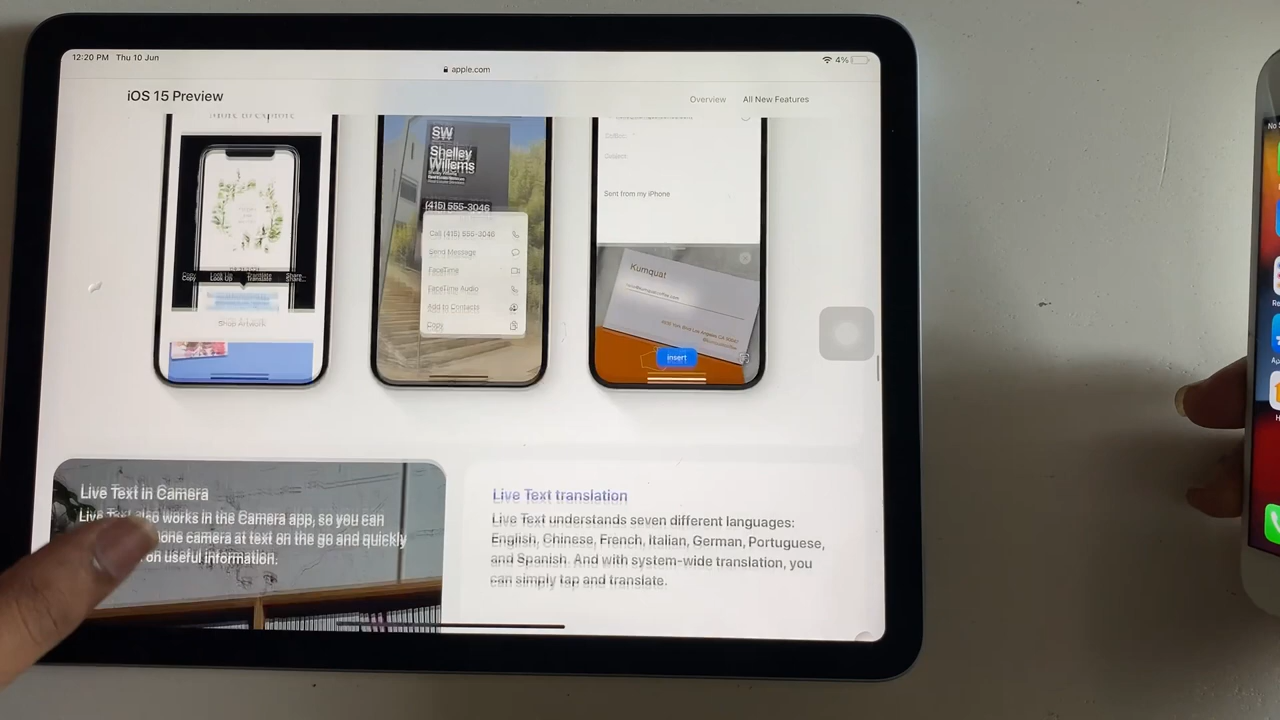 12:20 PM Thu 10 Jun
4%
apple.com
iOS 15 Preview
Overview
All New Features
Copy Look Up Translate Share...
Shop Artwork
SW
Shelley
Willems
(415) 555-3046
Call (415) 555-3046
Send Message
FaceTime
FaceTime Audio
Add to Contacts
Copy
Sent from my iPhone
Kumquat
insert
Live Text in Camera
Live Text also works in the Camera app, so you can
camera at text on the go and quickly
on useful information.
Live Text translation
Live Text understands seven different languages:
English, Chinese, French, Italian, German, Portuguese,
and Spanish. And with system-wide translation, you
can simply tap and translate.